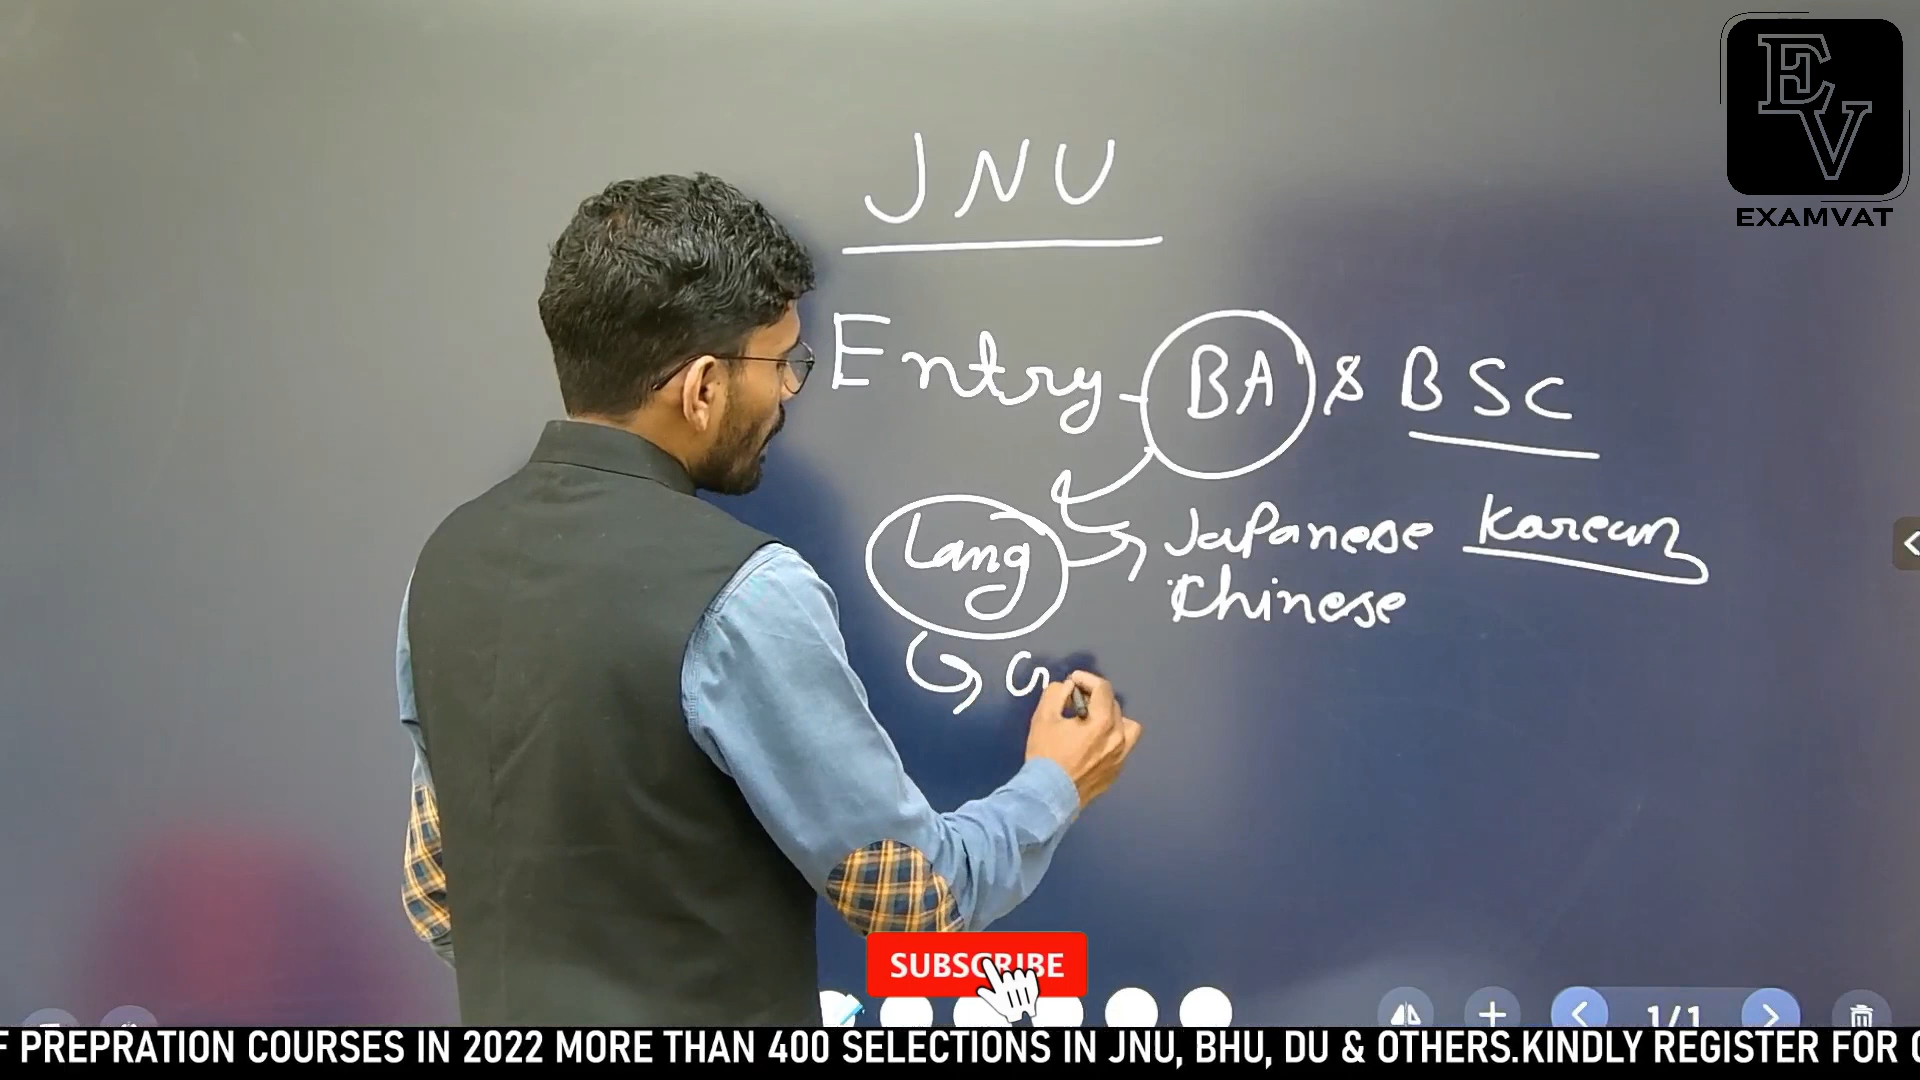 EV
EXAMVAT
JNU
Entry - BA & BSC
Lang
Japanese Korean
Chinese
SUBSCRIBE
1/1
F PREPRATION COURSES IN 2022 MORE THAN 400 SELECTIONS IN JNU, BHU, DU & OTHERS.KINDLY REGISTER FOR